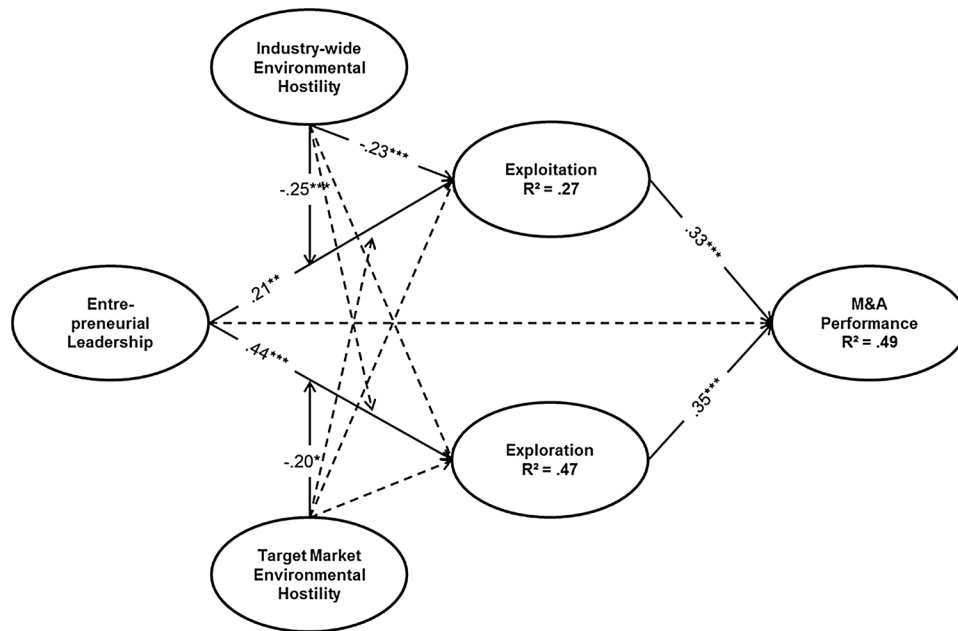 Industry-wide
Environmental
Hostility
-.23***
Exploitation
R² = .27
-.25***
.33***
.21**
Entre-
preneurial
Leadership
M&A
Performance
R² = .49
.44***
.35***
Exploration
R² = .47
-.20*
Target Market
Environmental
Hostility